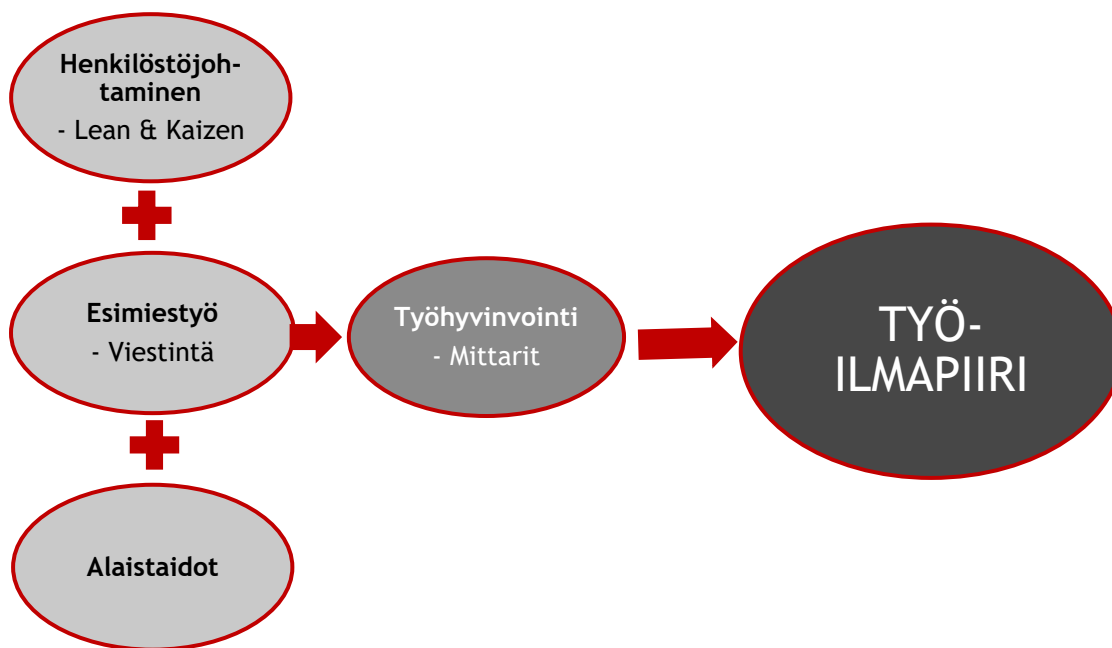 Henkilöstöjoh-
taminen
- Lean & Kaizen
Esimiestyö
- Viestintä
Alaistaidot
Työhyvinvointi
- Mittarit
TYÖ-
ILMAPIIRI